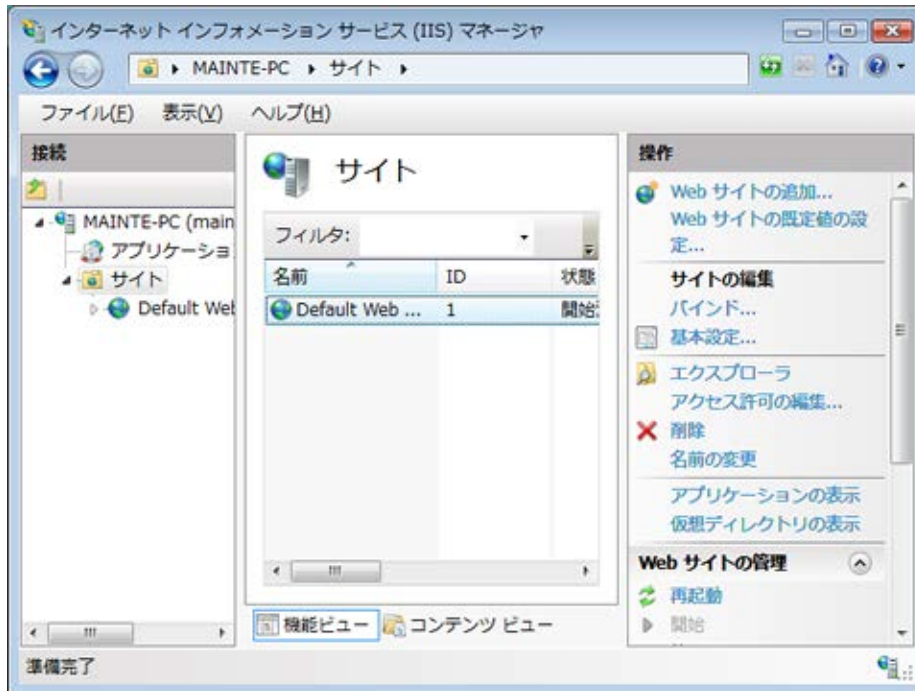 インターネット インフォメーション サービス (IIS) マネージャ
MAINTE-PC サイト
ファイル(F) 表示(V) ヘルプ(H)
接続
MAINTE-PC (main
アプリケーショ
サイト
Default Web
サイト
フィルタ:
名前 ID 状態
Default Web ... 1 開始
機能ビュー コンテンツ ビュー
操作
Web サイトの追加...
Web サイトの既定値の設
定...
サイトの編集
バインド...
基本設定...
エクスプローラ
アクセス許可の編集...
削除
名前の変更
アプリケーションの表示
仮想ディレクトリの表示
Web サイトの管理
再起動
開始
準備完了